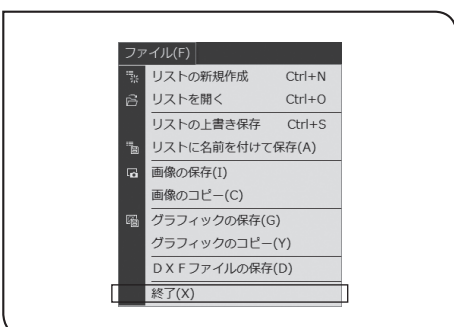 ファイル(F)
リストの新規作成 Ctrl+N
リストを開く Ctrl+O
リストの上書き保存 Ctrl+S
リストに名前を付けて保存(A)
画像の保存(I)
画像のコピー(C)
グラフィックの保存(G)
グラフィックのコピー(Y)
ＤＸＦファイルの保存(D)
終了(X)